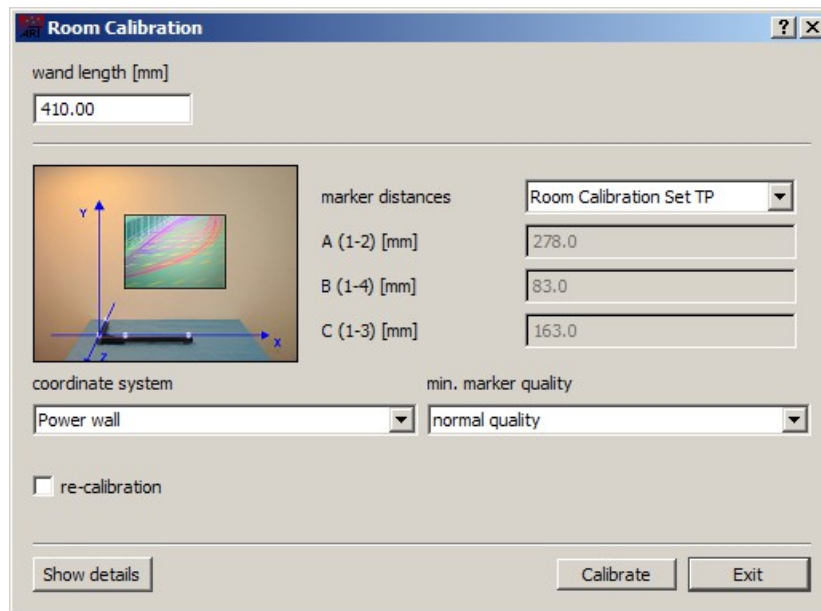 ART Room Calibration
wand length [mm]
410.00
marker distances Room Calibration Set TP
A (1-2) [mm] 278.0
B (1-4) [mm] 83.0
C (1-3) [mm] 163.0
Y
X
Z
coordinate system min. marker quality
Power wall normal quality
re-calibration
Show details Calibrate Exit